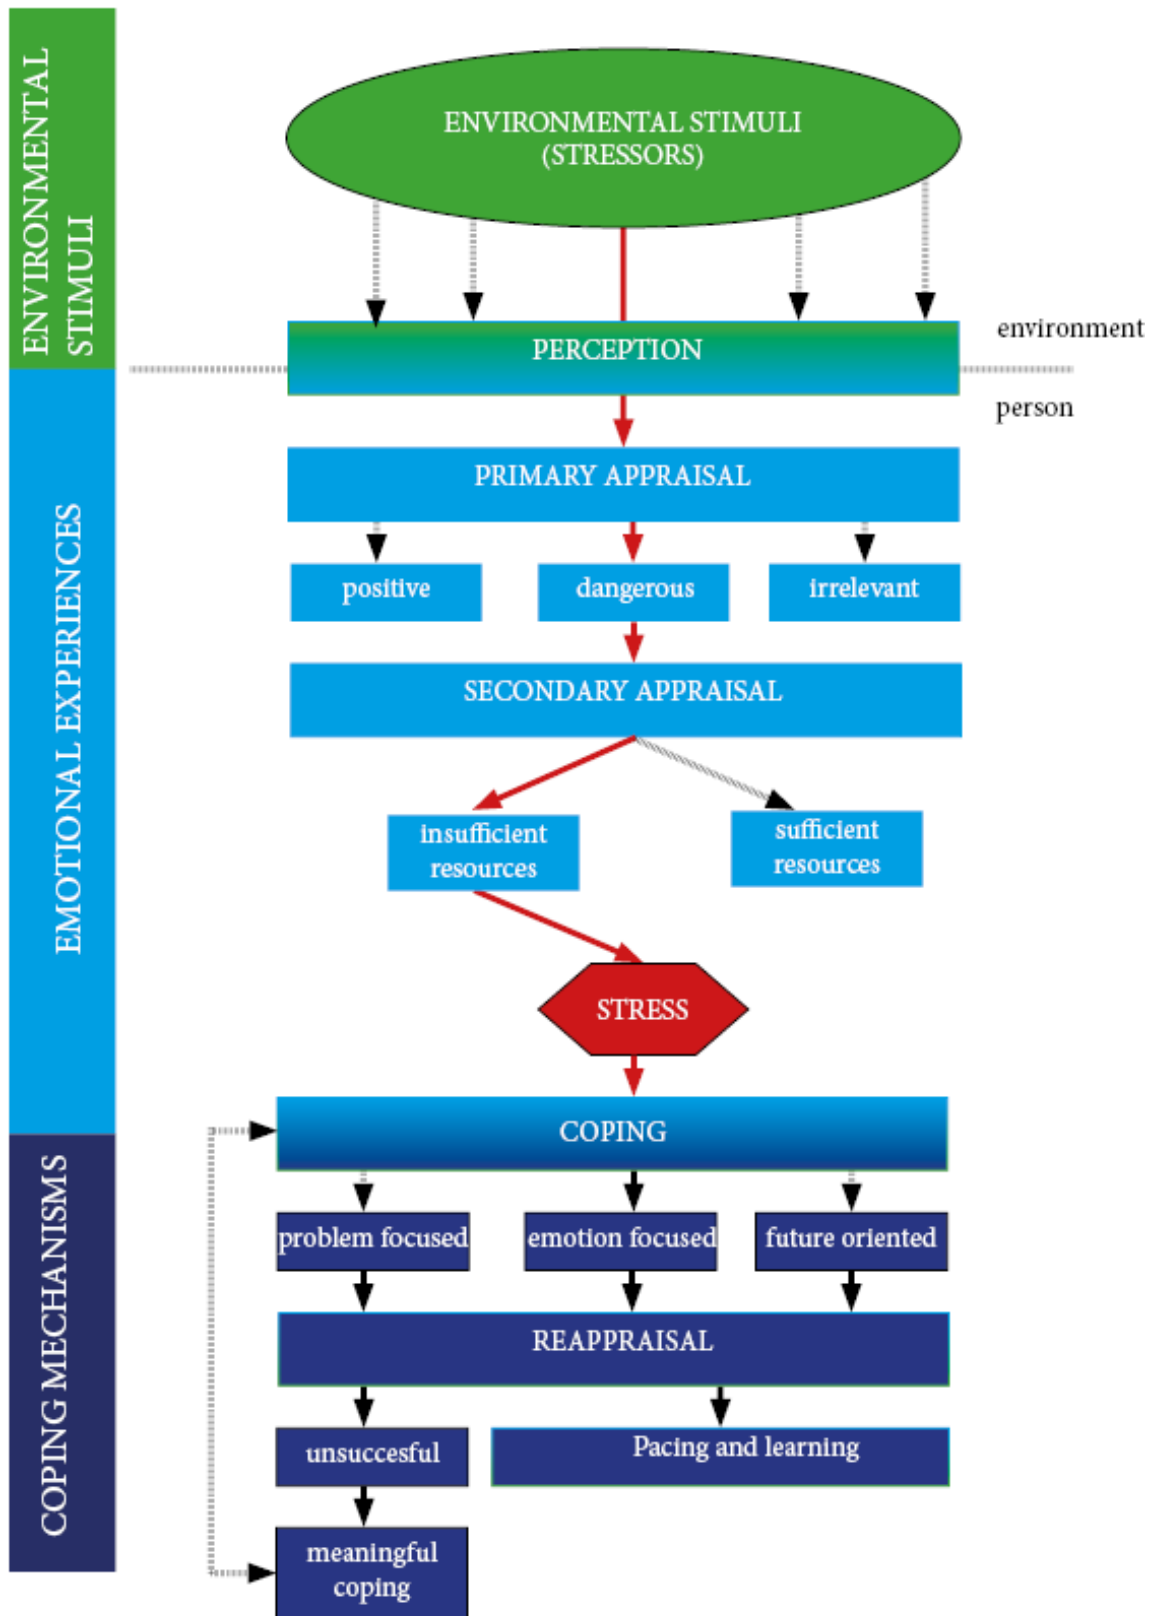 ENVIRONMENTAL
STIMULI
ENVIRONMENTAL STIMULI
(STRESSORS)
PERCEPTION
environment
person
EMOTIONAL EXPERIENCES
PRIMARY APPRAISAL
positive
dangerous
irrelevant
SECONDARY APPRAISAL
insufficient
resources
sufficient
resources
STRESS
COPING MECHANISMS
COPING
problem focused
emotion focused
future oriented
REAPPRAISAL
unsuccesful
Pacing and learning
meaningful
coping